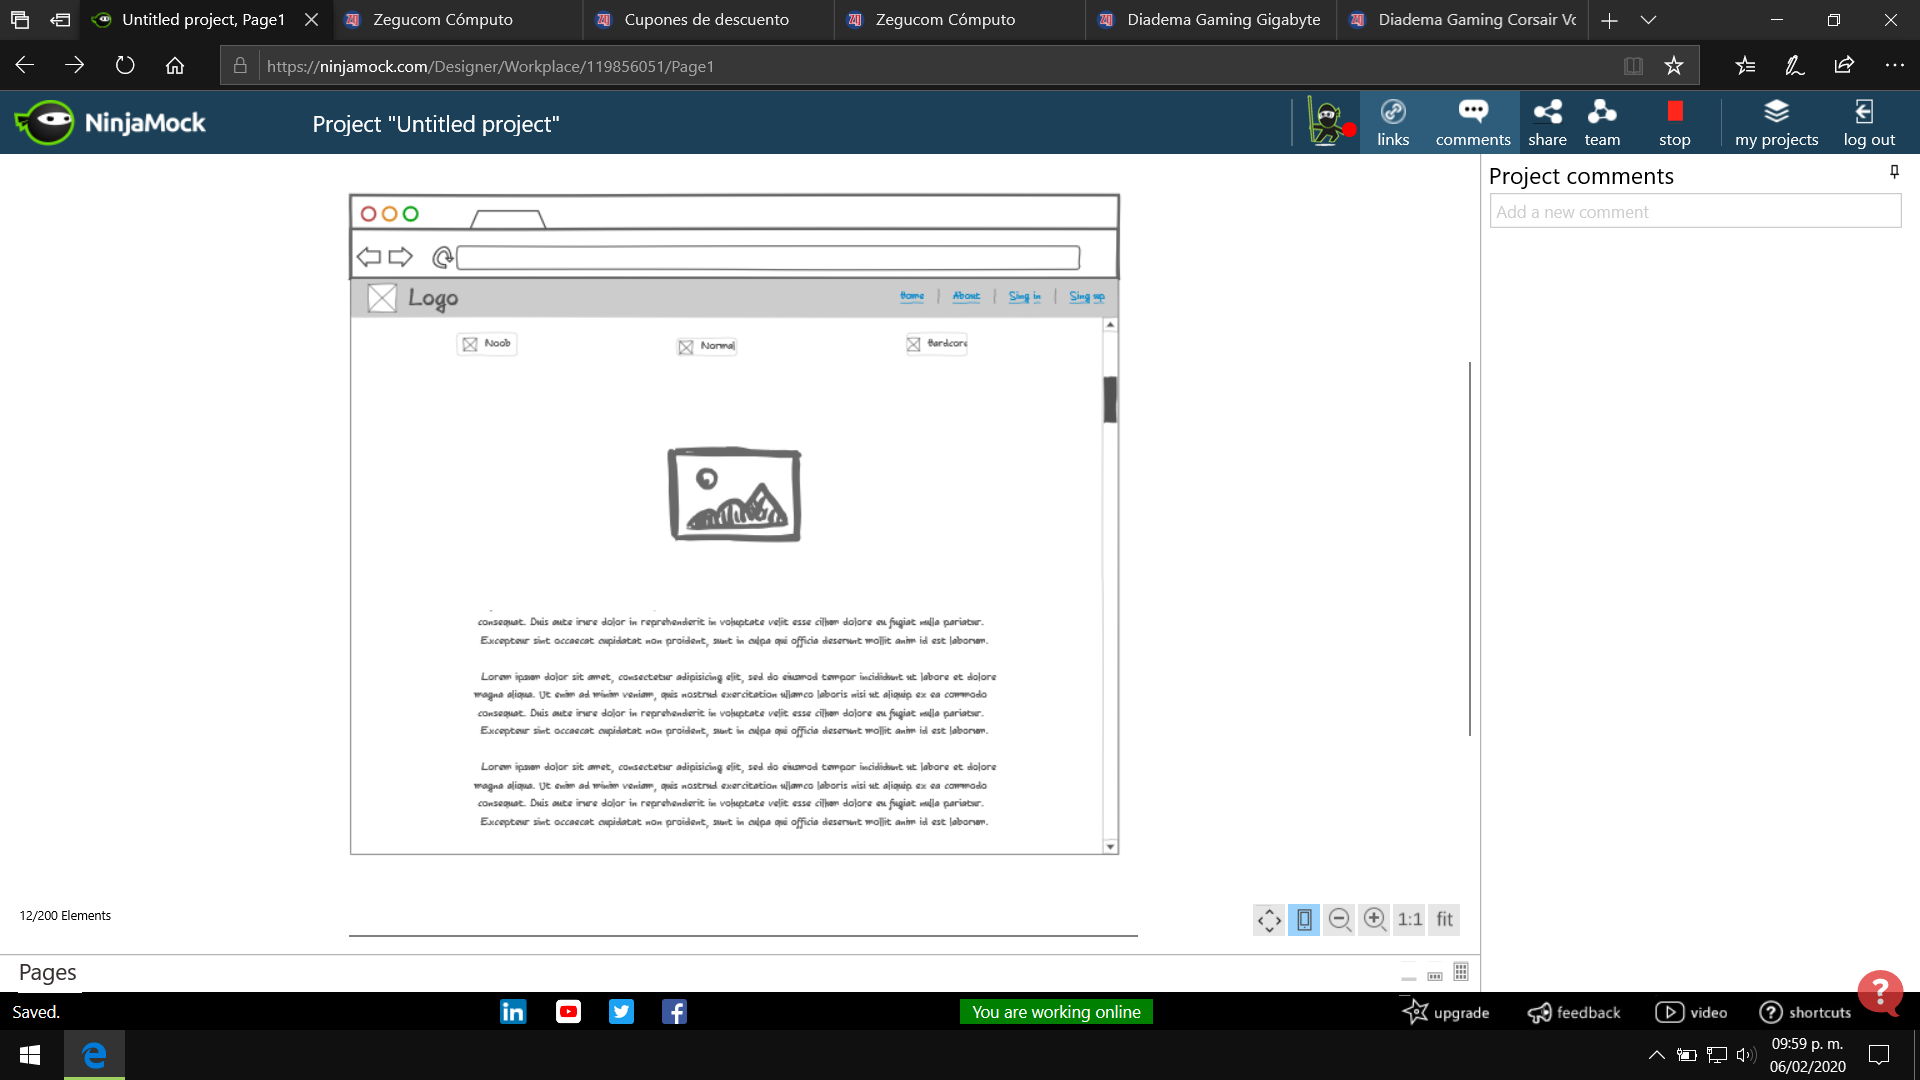 Untitled project, Page1
Zegucom Cómputo
Cupones de descuento
Zegucom Cómputo
Diadema Gaming Gigabyte
Diadema Gaming Corsair Vo
https://ninjamock.com/Designer/Workplace/119856051/Page1
NinjaMock
Project "Untitled project"
links
comments
share
team
stop
my projects
log out
Project comments
Add a new comment
Logo
Home | About | Sing in | Sing up
Noob
Normal
Hardcore
consequat. Duis aute irure dolor in reprehenderit in voluptate velit esse cillum dolore eu fugiat nulla pariatur.
Excepteur sint occaecat cupidatat non proident, sunt in culpa qui officia deserunt mollit anim id est laborum.
Lorem ipsum dolor sit amet, consectetur adipisicing elit, sed do eiusmod tempor incididunt ut labore et dolore
magna aliqua. Ut enim ad minim veniam, quis nostrud exercitation ullamco laboris nisi ut aliquip ex ea commodo
consequat. Duis aute irure dolor in reprehenderit in voluptate velit esse cillum dolore eu fugiat nulla pariatur.
Excepteur sint occaecat cupidatat non proident, sunt in culpa qui officia deserunt mollit anim id est laborum.
Lorem ipsum dolor sit amet, consectetur adipisicing elit, sed do eiusmod tempor incididunt ut labore et dolore
magna aliqua. Ut enim ad minim veniam, quis nostrud exercitation ullamco laboris nisi ut aliquip ex ea commodo
consequat. Duis aute irure dolor in reprehenderit in voluptate velit esse cillum dolore eu fugiat nulla pariatur.
Excepteur sint occaecat cupidatat non proident, sunt in culpa qui officia deserunt mollit anim id est laborum.
12/200 Elements
1:1
fit
Pages
Saved.
You are working online
upgrade
feedback
video
shortcuts
09:59 p. m.
06/02/2020